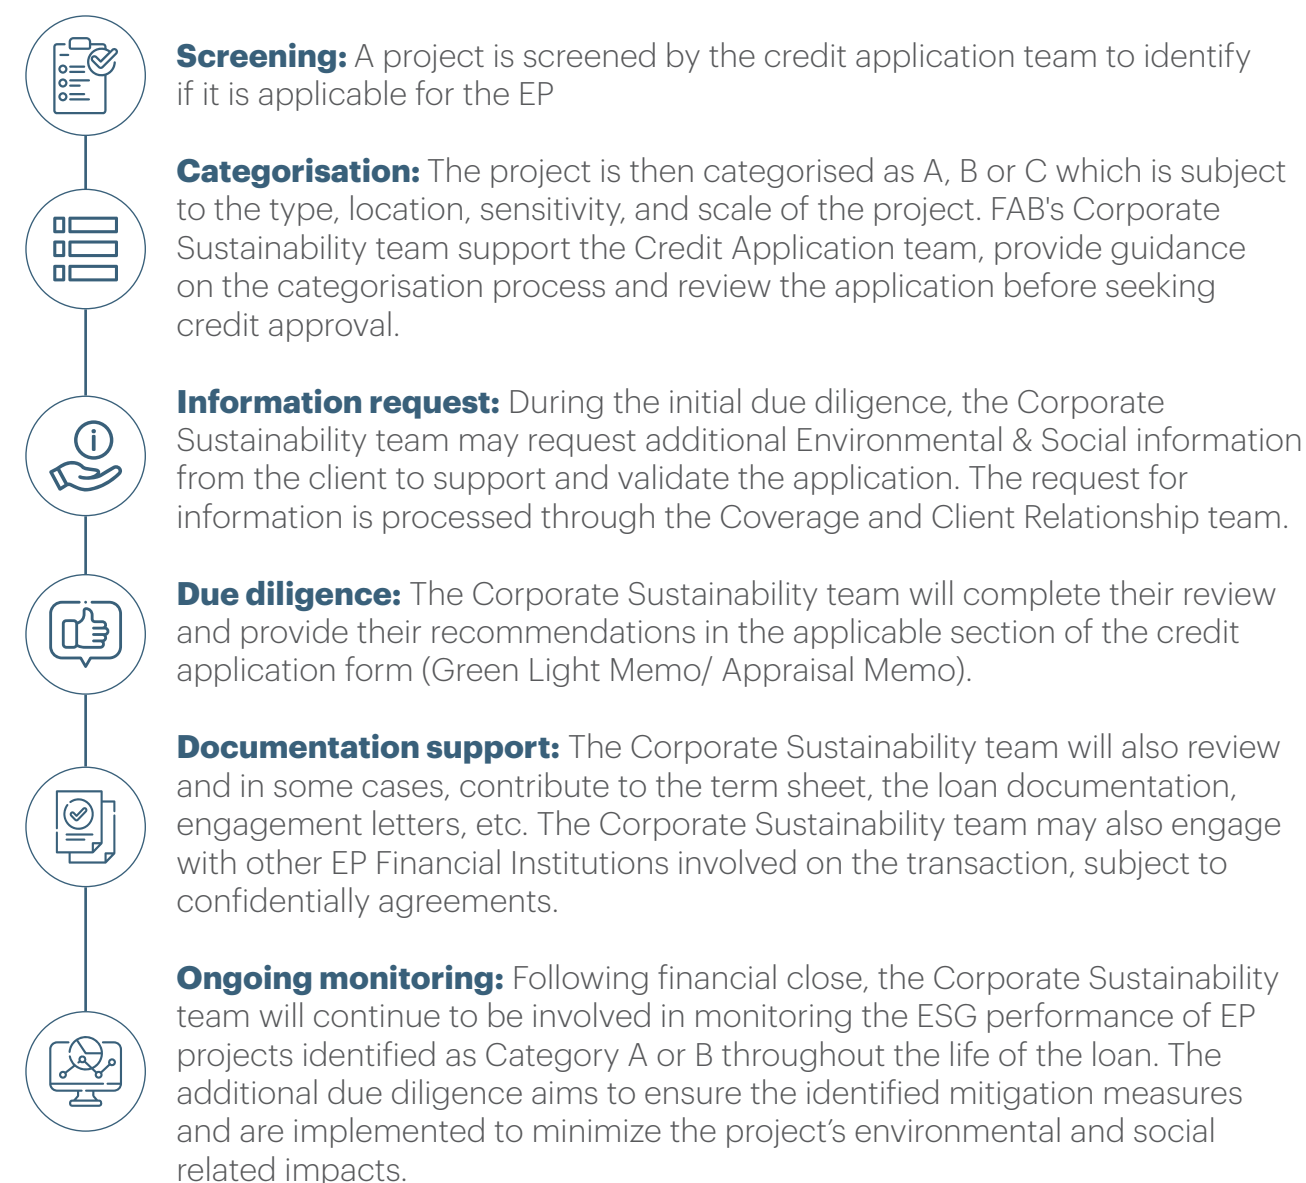 Screening: A project is screened by the credit application team to identify
if it is applicable for the EP
Categorisation: The project is then categorised as A, B or C which is subject
to the type, location, sensitivity, and scale of the project. FAB's Corporate
Sustainability team support the Credit Application team, provide guidance
on the categorisation process and review the application before seeking
credit approval.
Information request: During the initial due diligence, the Corporate
Sustainability team may request additional Environmental & Social information
from the client to support and validate the application. The request for
information is processed through the Coverage and Client Relationship team.
Due diligence: The Corporate Sustainability team will complete their review
and provide their recommendations in the applicable section of the credit
application form (Green Light Memo/ Appraisal Memo).
Documentation support: The Corporate Sustainability team will also review
and in some cases, contribute to the term sheet, the loan documentation,
engagement letters, etc. The Corporate Sustainability team may also engage
with other EP Financial Institutions involved on the transaction, subject to
confidentially agreements.
Ongoing monitoring: Following financial close, the Corporate Sustainability
team will continue to be involved in monitoring the ESG performance of EP
projects identified as Category A or B throughout the life of the loan. The
additional due diligence aims to ensure the identified mitigation measures
and are implemented to minimize the project’s environmental and social
related impacts.